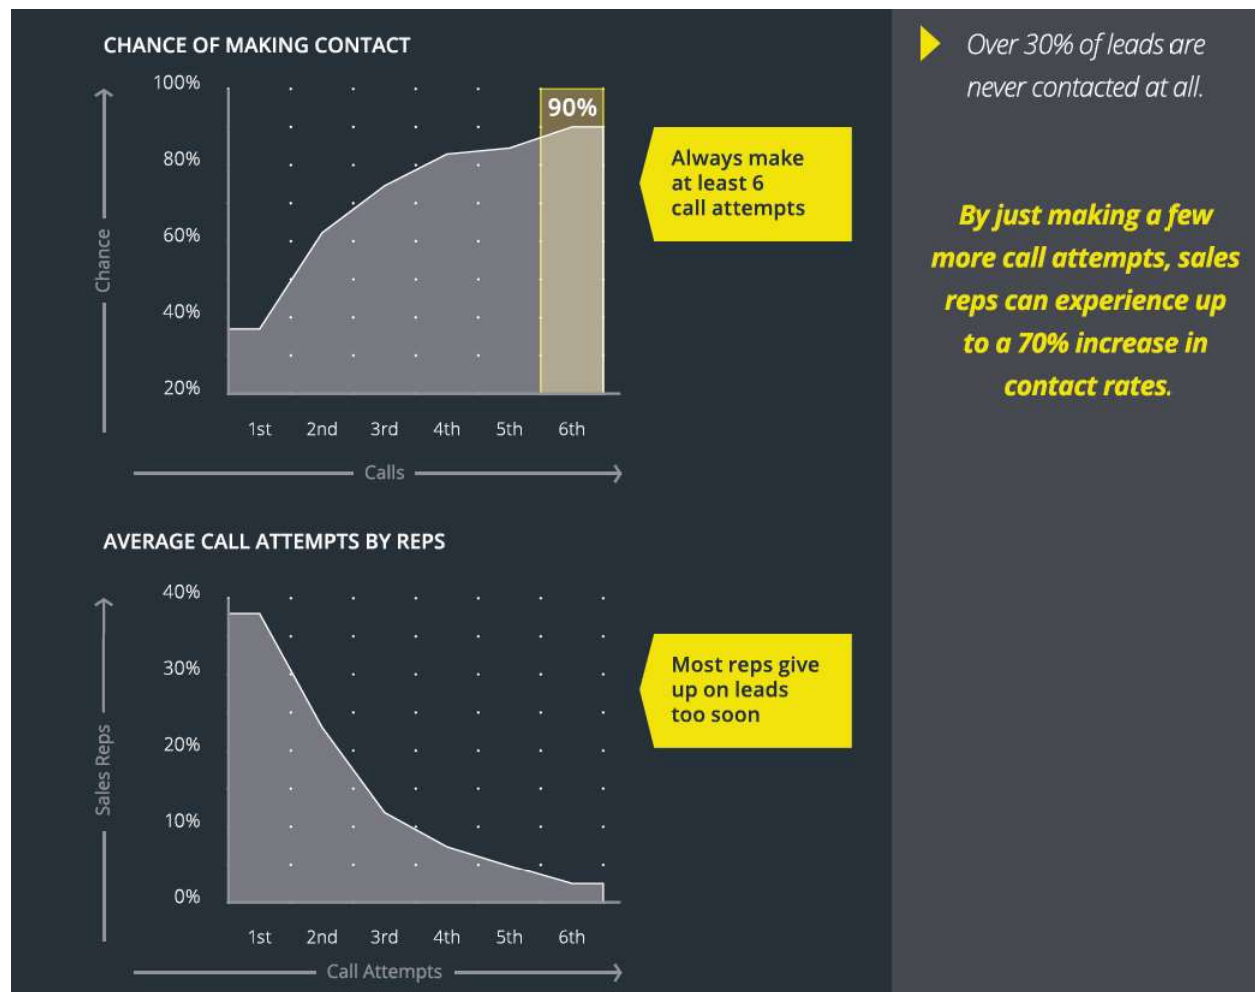 CHANCE OF MAKING CONTACT
100%
80%
60%
40%
20%
Chance
90%
1st 2nd 3rd 4th 5th 6th
Calls
Always make
at least 6
call attempts
AVERAGE CALL ATTEMPTS BY REPS
40%
30%
20%
10%
0%
Sales Reps
1st 2nd 3rd 4th 5th 6th
Call Attempts
Most reps give
up on leads
too soon
Over 30% of leads are
never contacted at all.
By just making a few
more call attempts, sales
reps can experience up
to a 70% increase in
contact rates.